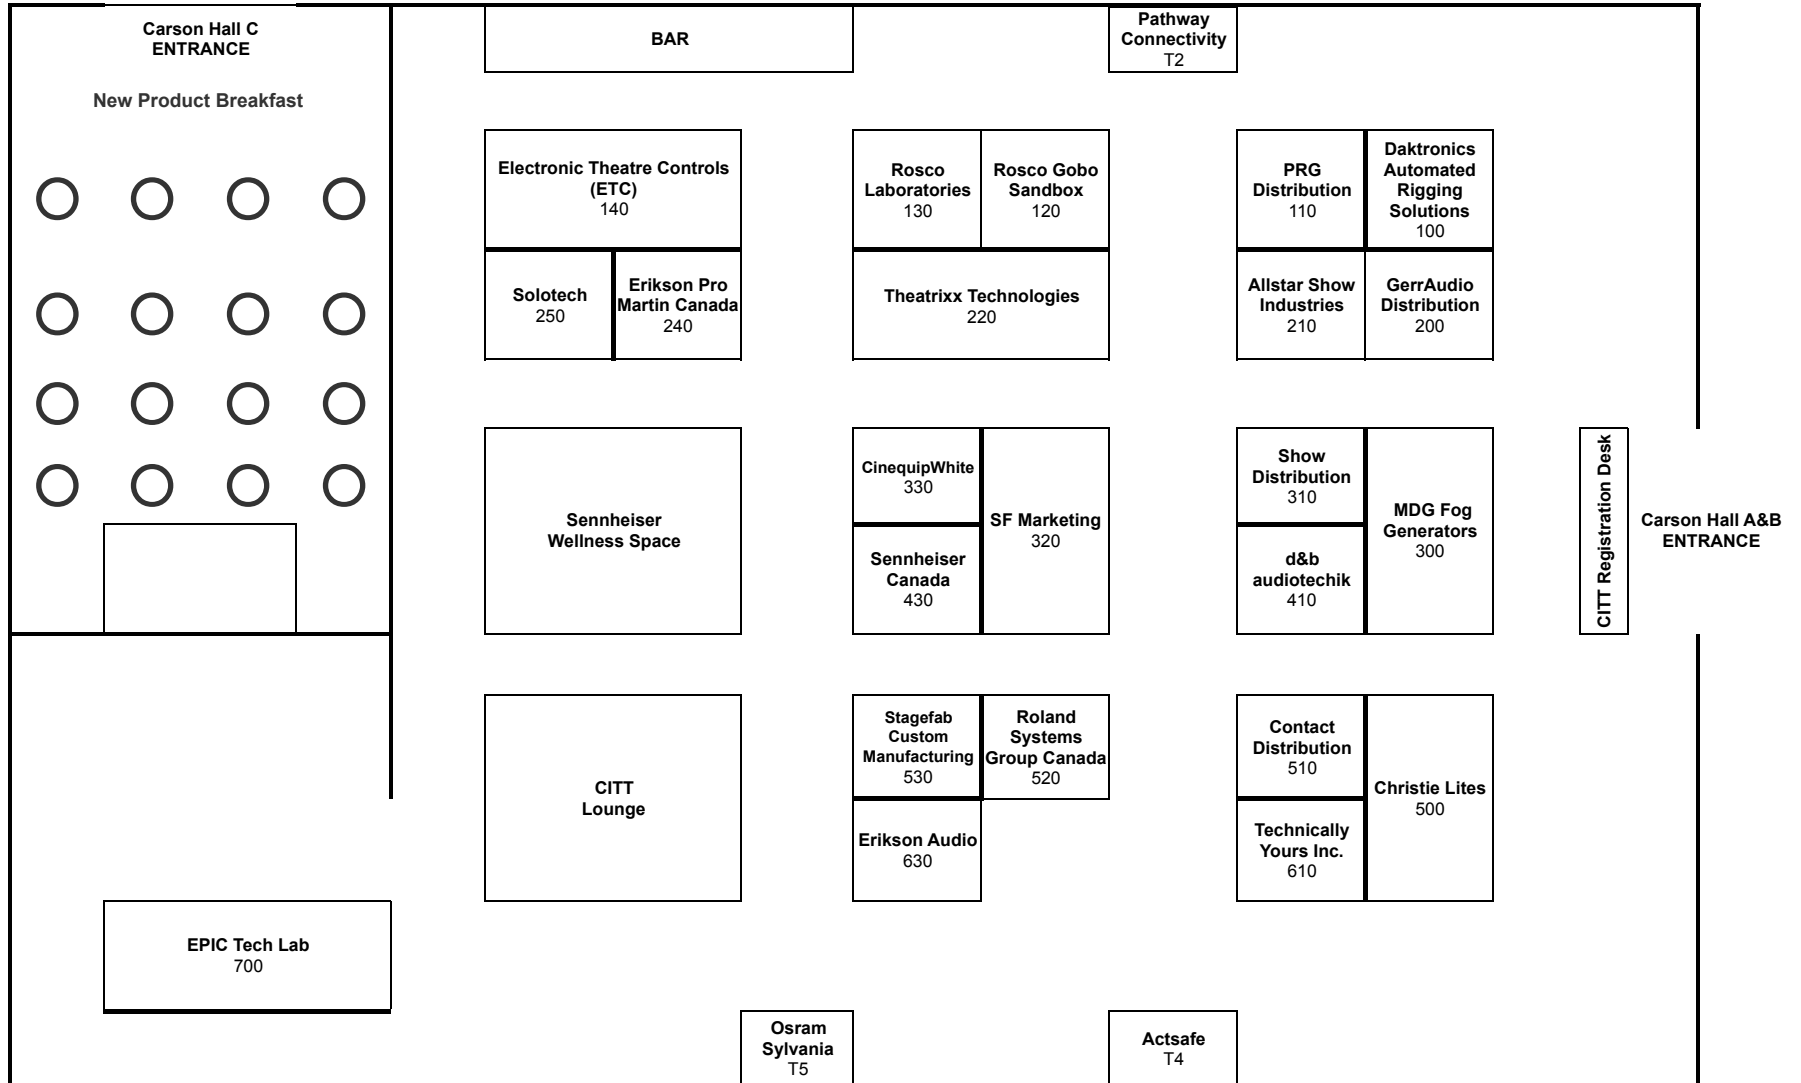 Carson Hall C
ENTRANCE
New Product Breakfast
BAR
Pathway
Connectivity
T2
Electronic Theatre Controls
(ETC)
140
Rosco
Laboratories
130
Rosco Gobo
Sandbox
120
PRG
Distribution
110
Daktronics
Automated
Rigging
Solutions
100
Solotech
250
Erikson Pro
Martin Canada
240
Theatrixx Technologies
220
Allstar Show
Industries
210
GerrAudio
Distribution
200
Sennheiser
Wellness Space
CinequipWhite
330
SF Marketing
320
Sennheiser
Canada
430
Show
Distribution
310
MDG Fog
Generators
300
d&b
audiotechik
410
CITT Registration Desk
Carson Hall A&B
ENTRANCE
CITT
Lounge
Stagefab
Custom
Manufacturing
530
Roland
Systems
Group Canada
520
Erikson Audio
630
Contact
Distribution
510
Christie Lites
500
Technically
Yours Inc.
610
EPIC Tech Lab
700
Osram
Sylvania
T5
Actsafe
T4